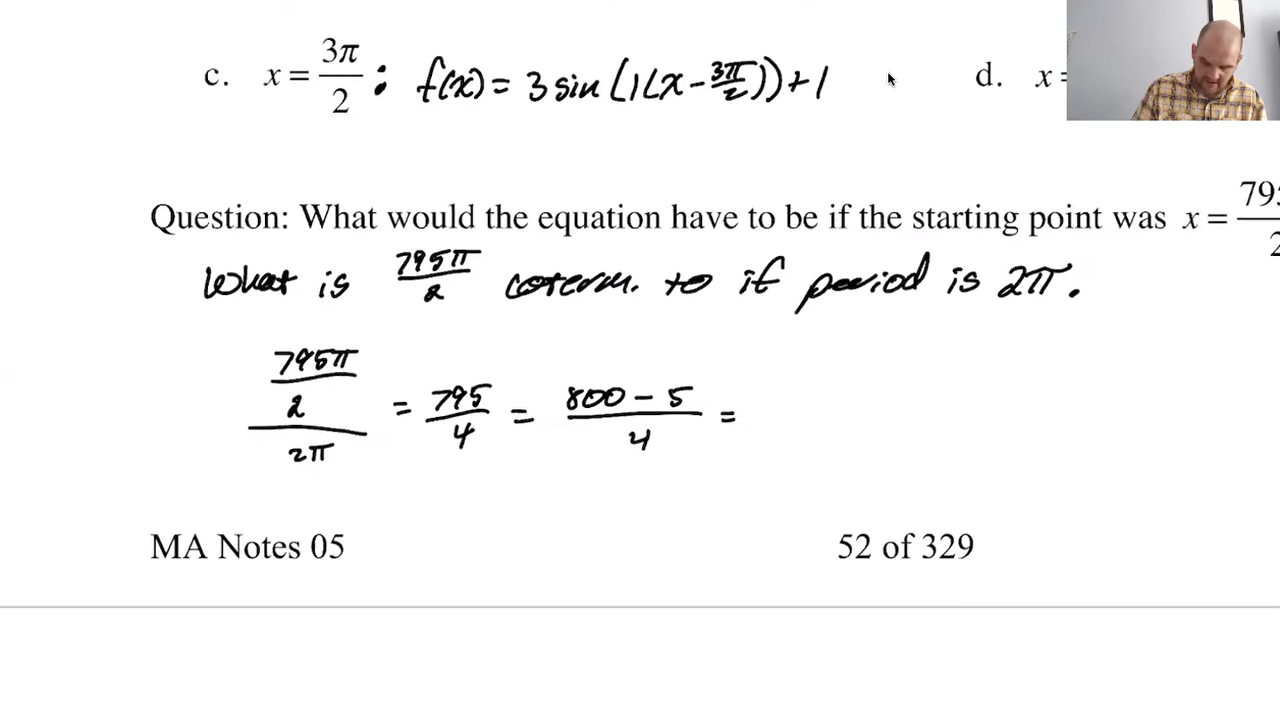 c. x = 3π/2 : f(x) = 3 sin (1(x - 3π/2)) + 1 d. x =
Question: What would the equation have to be if the starting point was x = 795/2
What is 795π/2 coterm. to if period is 2π.
(795π/2)/(2π) = 795/4 = (800 - 5)/4 =
MA Notes 05 52 of 329